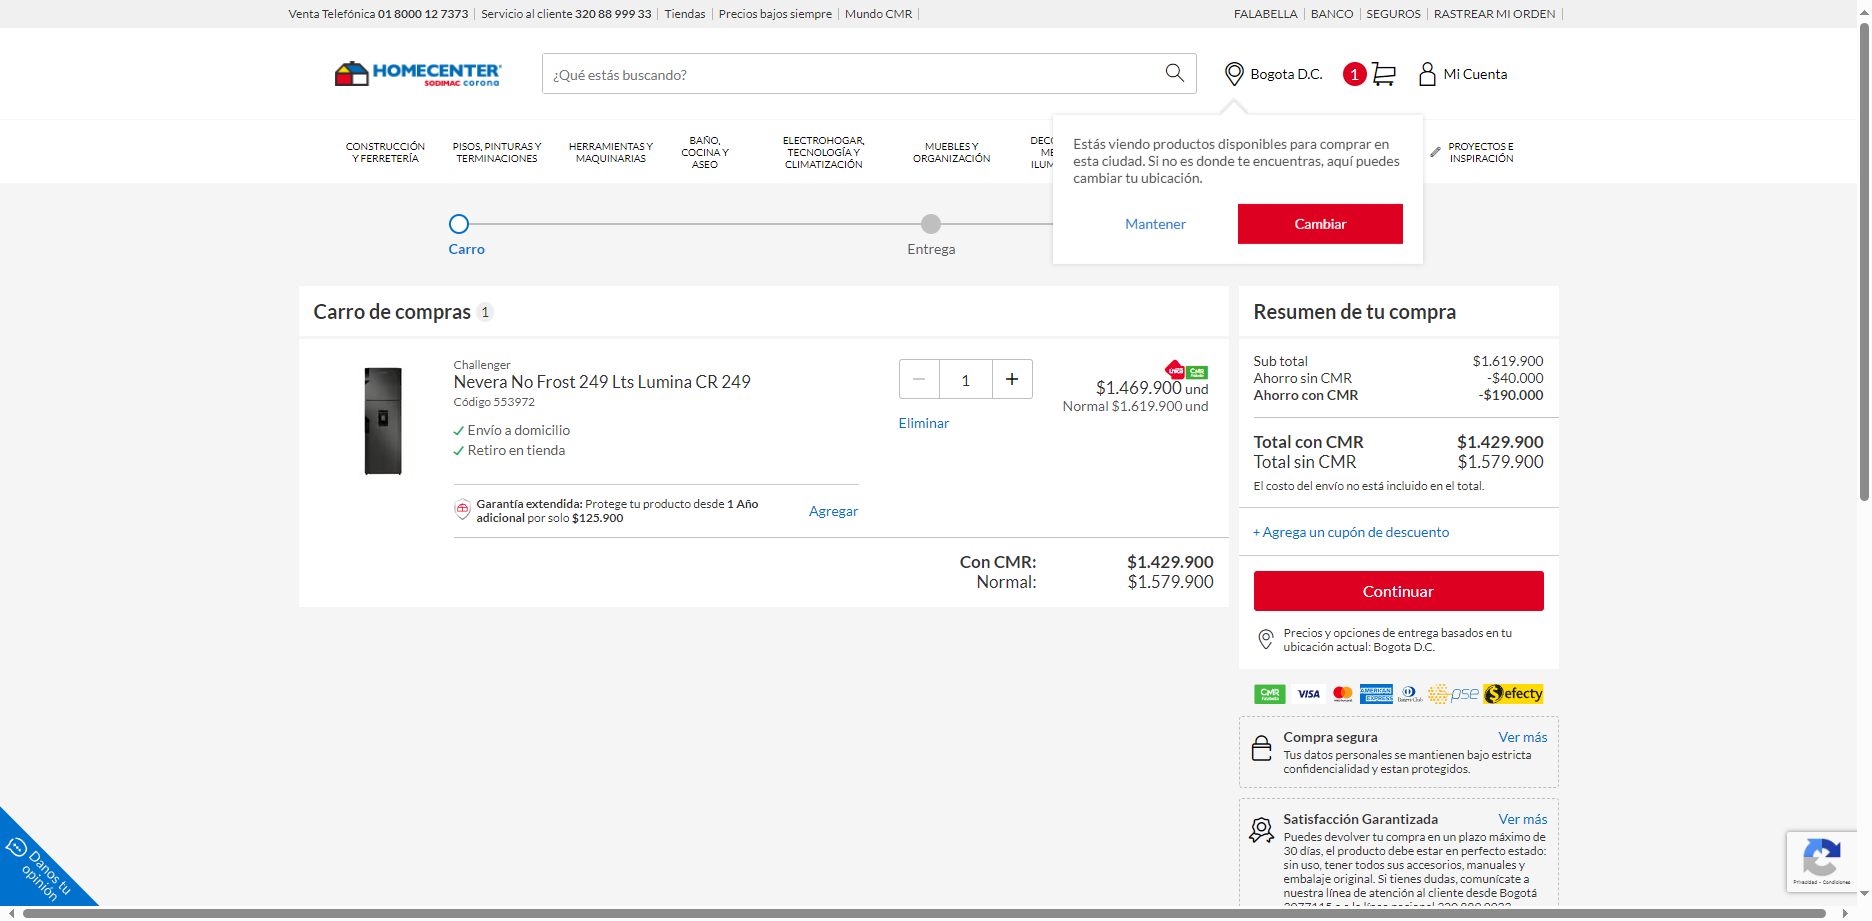 Venta Telefónica 01 8000 12 7373 Servicio al cliente 320 88 999 33 Tiendas Precios bajos siempre Mundo CMR
FALABELLA BANCO SEGUROS RASTREAR MI ORDEN
HOMECENTER
SODIMAC corona
¿Qué estás buscando?
Bogota D.C.
1
Mi Cuenta
CONSTRUCCIÓN
Y FERRETERÍA
PISOS, PINTURAS Y
TERMINACIONES
HERRAMIENTAS Y
MAQUINARIAS
BAÑO,
COCINA Y
ASEO
ELECTROHOGAR,
TECNOLOGÍA Y
CLIMATIZACIÓN
MUEBLES Y
ORGANIZACIÓN
DECO
ME
ILUM
PROYECTOS E
INSPIRACIÓN
Estás viendo productos disponibles para comprar en
esta ciudad. Si no es donde te encuentras, aquí puedes
cambiar tu ubicación.
Mantener
Cambiar
Carro
Entrega
Carro de compras 1
Challenger
Nevera No Frost 249 Lts Lumina CR 249
Código 553972
Envío a domicilio
Retiro en tienda
1
Eliminar
CMR
$1.469.900 und
Normal $1.619.900 und
Garantía extendida: Protege tu producto desde 1 Año
adicional por solo $125.900
Agregar
Con CMR: $1.429.900
Normal: $1.579.900
Resumen de tu compra
Sub total $1.619.900
Ahorro sin CMR -$40.000
Ahorro con CMR -$190.000
Total con CMR $1.429.900
Total sin CMR $1.579.900
El costo del envío no está incluido en el total.
+ Agrega un cupón de descuento
Continuar
Precios y opciones de entrega basados en tu
ubicación actual: Bogota D.C.
CMR VISA AMERICAN EXPRESS Diners Club pse efecty
Compra segura Ver más
Tus datos personales se mantienen bajo estricta
confidencialidad y estan protegidos.
Satisfacción Garantizada Ver más
Puedes devolver tu compra en un plazo máximo de
30 días, el producto debe estar en perfecto estado:
sin uso, tener todos sus accesorios, manuales y
embalaje original. Si tienes dudas, comunícate a
nuestra línea de atención al cliente desde Bogotá
Danos tu
opinión
Privacidad - Condiciones